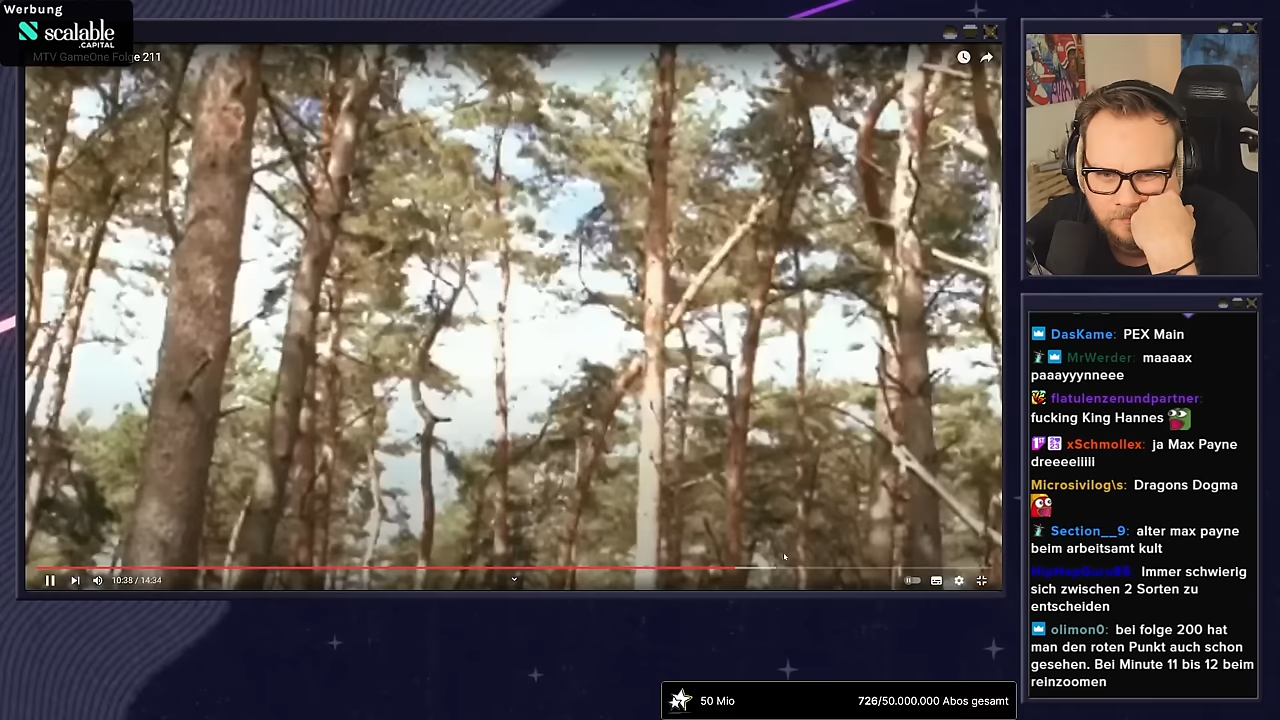 Werbung
scalable
.CAPITAL
MTV GameOne Folge 211
10:38 / 14:34
DasKame: PEX Main
MrWerder: maaaax
paaayyynneee
flatulenzenundpartner:
fucking King Hannes
xSchmollex: ja Max Payne
dreeeeiiii
Microsivilog\s: Dragons Dogma
Section__9: alter max payne
beim arbeitsamt kult
Immer schwierig
sich zwischen 2 Sorten zu
entscheiden
olimon0: bei folge 200 hat
man den roten Punkt auch schon
gesehen. Bei Minute 11 bis 12 beim
reinzoomen
50 Mio
726/50.000.000 Abos gesamt